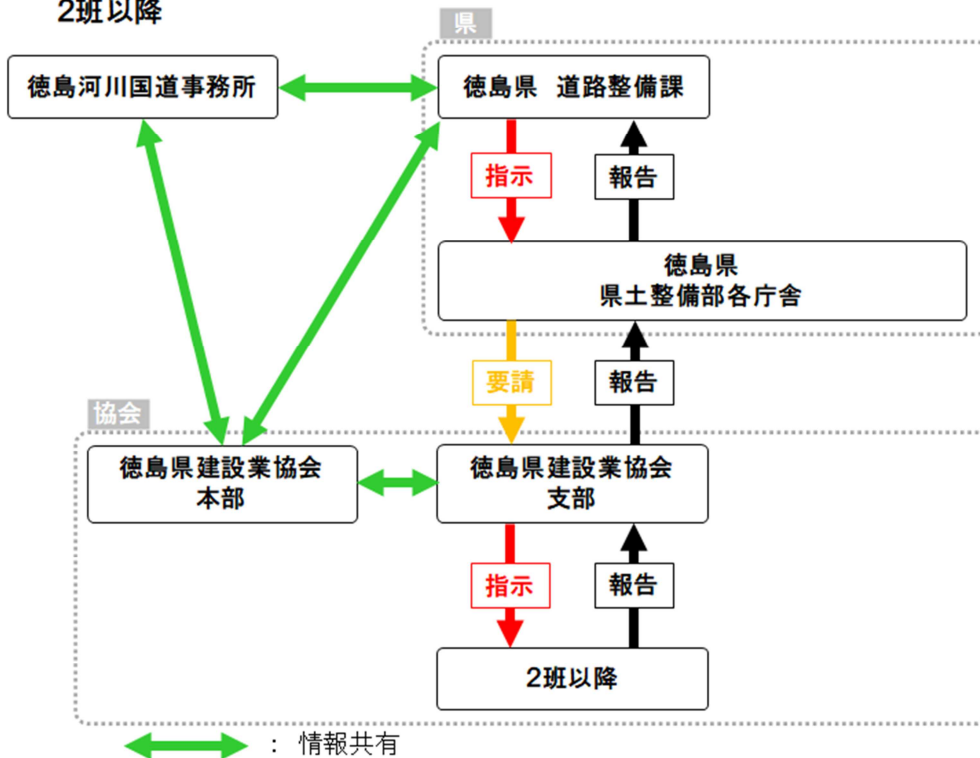 2班以降
県
徳島河川国道事務所
徳島県 道路整備課
指示
報告
徳島県
県土整備部各庁舎
要請
報告
協会
徳島県建設業協会
本部
徳島県建設業協会
支部
指示
報告
2班以降
: 情報共有